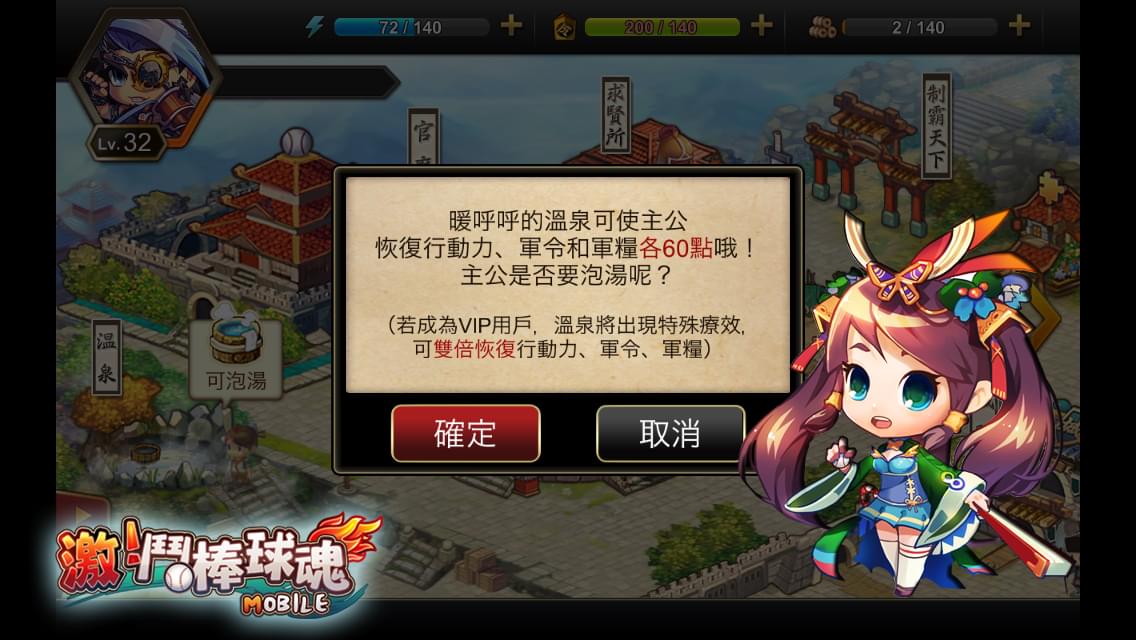 72 / 140
200 / 140
2 / 140
令
Lv. 32
官
求賢所
制霸天下
暖呼呼的溫泉可使主公
恢復行動力、軍令和軍糧各60點哦！
主公是否要泡湯呢？
（若成為VIP用戶，溫泉將出現特殊療效，
可雙倍恢復行動力、軍令、軍糧）
溫泉
可泡湯
確定
取消
激鬥棒球魂
MOBILE